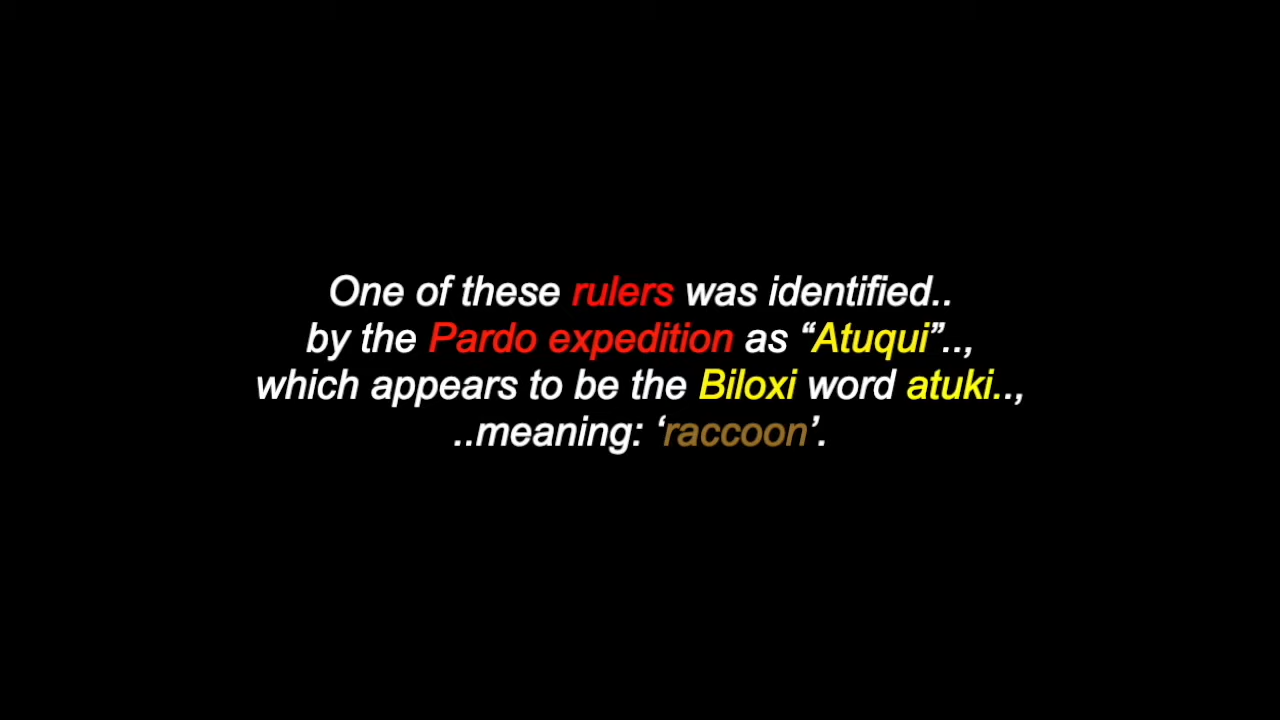 One of these rulers was identified..
by the Pardo expedition as “Atuqui”..,
which appears to be the Biloxi word atuki..,
..meaning: ‘raccoon’.